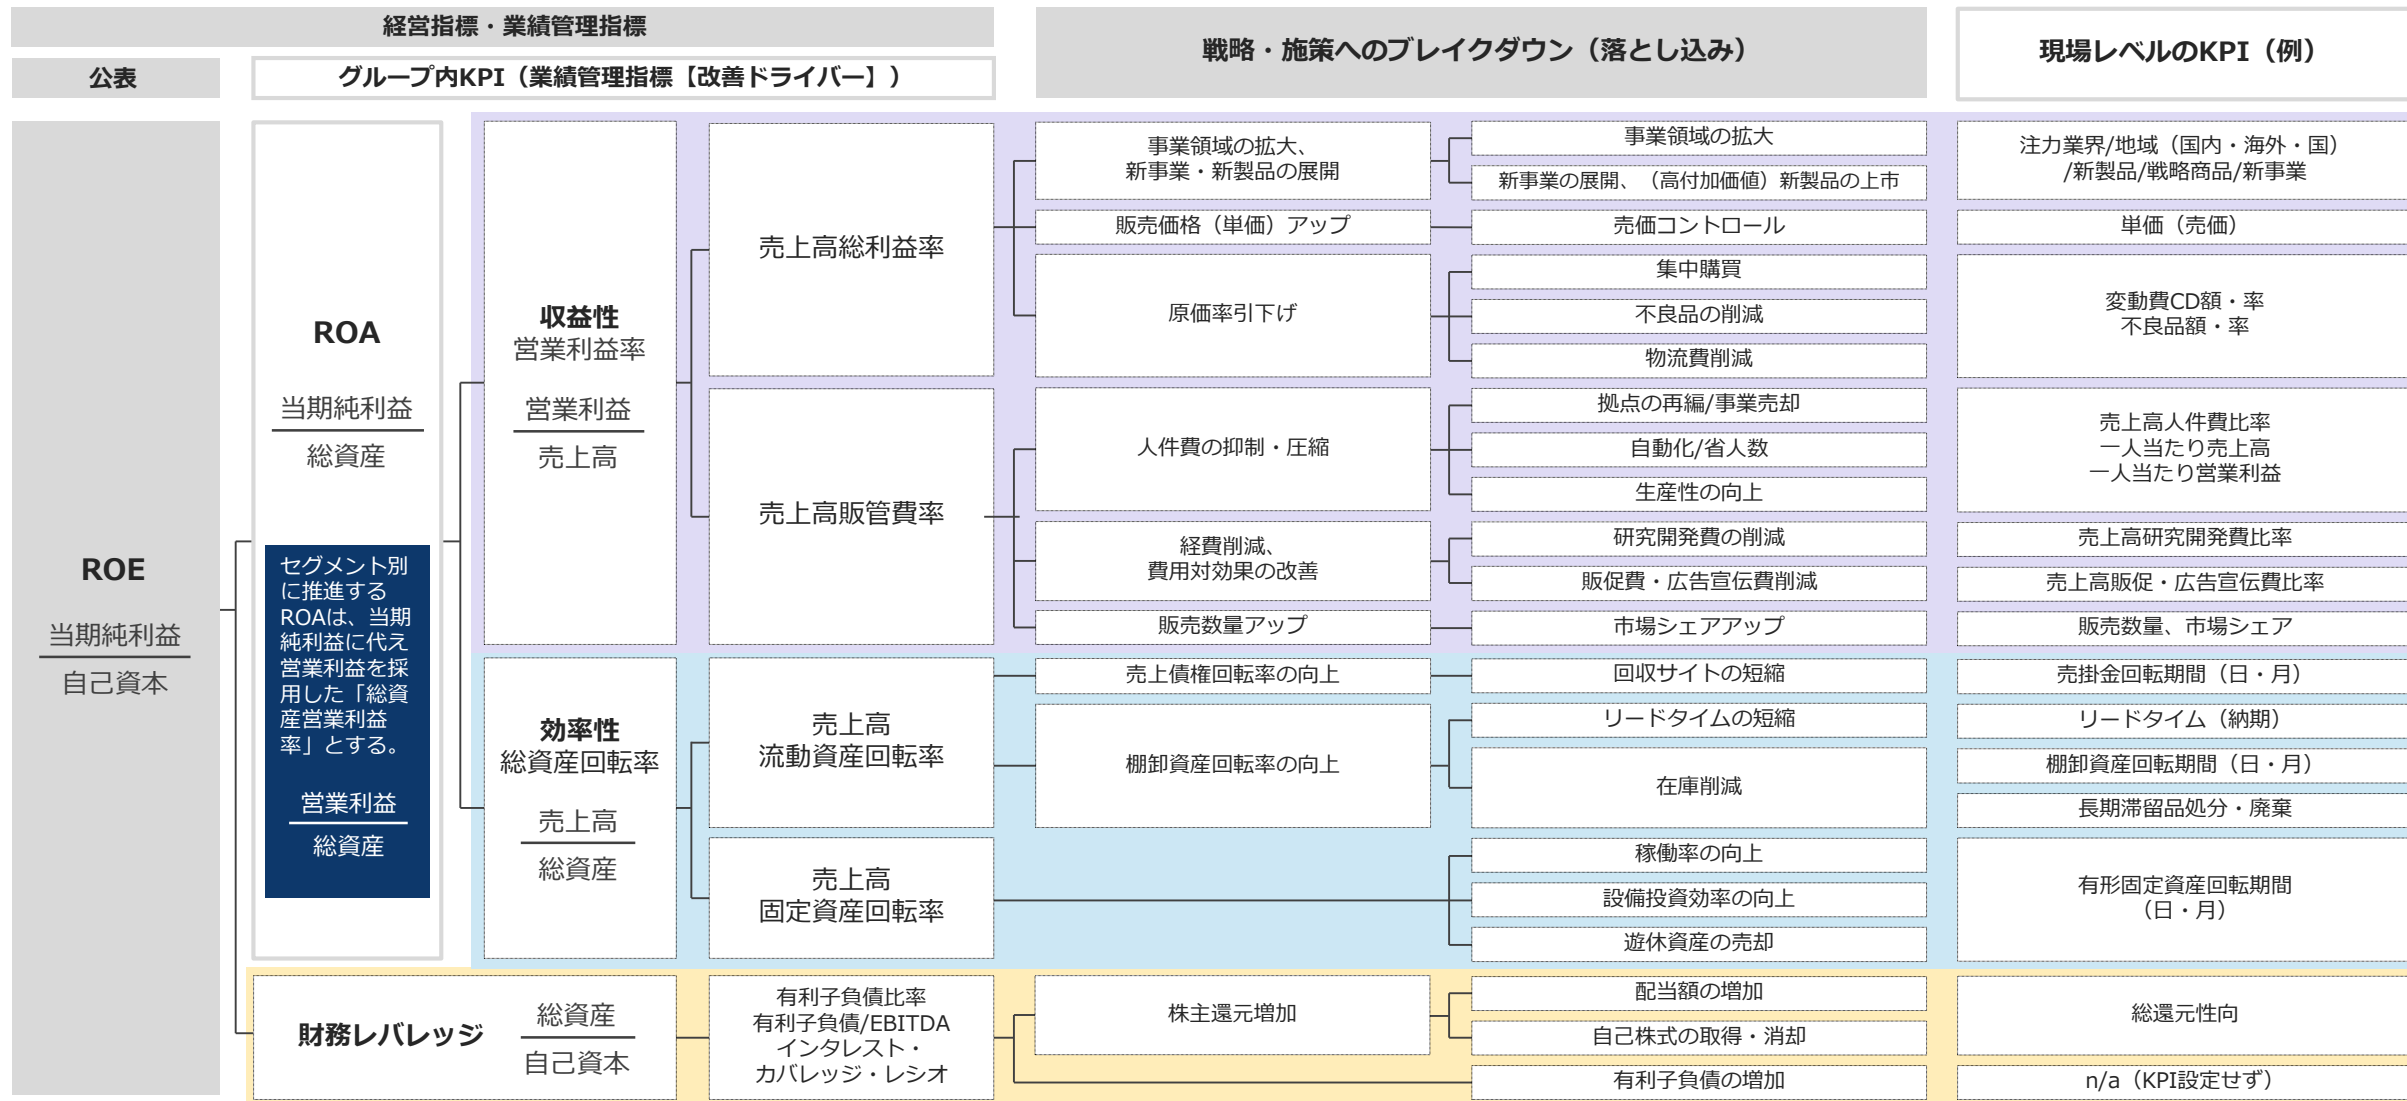 経営指標・業績管理指標
戦略・施策へのブレイクダウン（落とし込み）
現場レベルのKPI（例）
公表
グループ内KPI（業績管理指標【改善ドライバー】）
ROE
当期純利益
自己資本
ROA
当期純利益
総資産
セグメント別
に推進する
ROAは、当期
純利益に代え
営業利益を採
用した「総資
産営業利益
率」とする。
営業利益
総資産
収益性
営業利益率
営業利益
売上高
売上高総利益率
事業領域の拡大、
新事業・新製品の展開
事業領域の拡大
新事業の展開、（高付加価値）新製品の上市
注力業界/地域（国内・海外・国）
/新製品/戦略商品/新事業
販売価格（単価）アップ
売価コントロール
単価（売価）
原価率引下げ
集中購買
不良品の削減
物流費削減
変動費CD額・率
不良品額・率
売上高販管費率
人件費の抑制・圧縮
拠点の再編/事業売却
自動化/省人数
生産性の向上
売上高人件費比率
一人当たり売上高
一人当たり営業利益
経費削減、
費用対効果の改善
研究開発費の削減
売上高研究開発費比率
販促費・広告宣伝費削減
売上高販促・広告宣伝費比率
販売数量アップ
市場シェアアップ
販売数量、市場シェア
効率性
総資産回転率
売上高
総資産
売上高
流動資産回転率
売上債権回転率の向上
回収サイトの短縮
売掛金回転期間（日・月）
棚卸資産回転率の向上
リードタイムの短縮
リードタイム（納期）
在庫削減
棚卸資産回転期間（日・月）
長期滞留品処分・廃棄
売上高
固定資産回転率
稼働率の向上
設備投資効率の向上
遊休資産の売却
有形固定資産回転期間
（日・月）
財務レバレッジ
総資産
自己資本
有利子負債比率
有利子負債/EBITDA
インタレスト・
カバレッジ・レシオ
株主還元増加
配当額の増加
自己株式の取得・消却
総還元性向
有利子負債の増加
n/a（KPI設定せず）